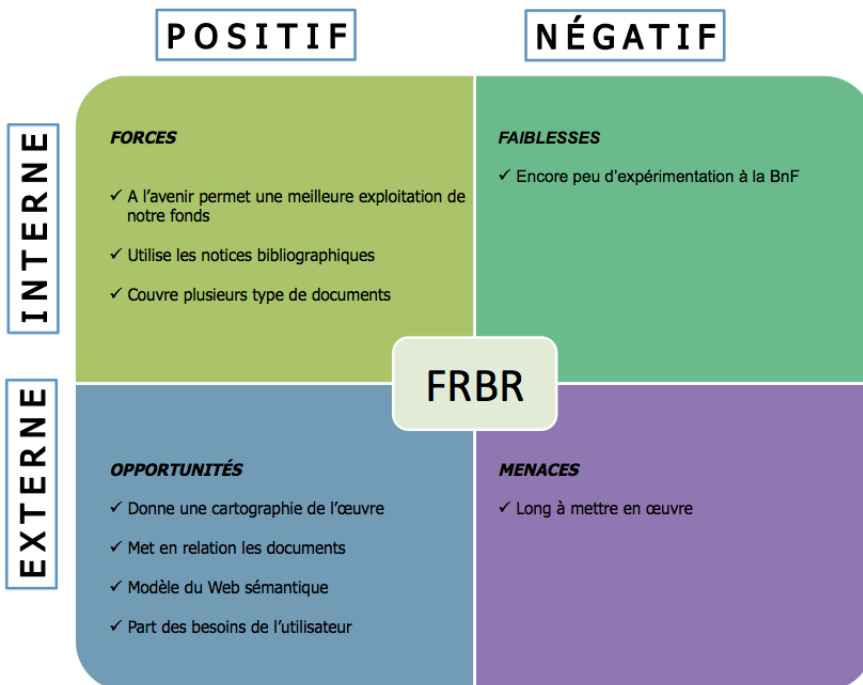 POSITIF
NÉGATIF
INTERNE
FORCES
✓ A l’avenir permet une meilleure exploitation de
notre fonds
✓ Utilise les notices bibliographiques
✓ Couvre plusieurs type de documents
FAIBLESSES
✓ Encore peu d’expérimentation à la BnF
FRBR
EXTERNE
OPPORTUNITÉS
✓ Donne une cartographie de l’œuvre
✓ Met en relation les documents
✓ Modèle du Web sémantique
✓ Part des besoins de l’utilisateur
MENACES
✓ Long à mettre en œuvre